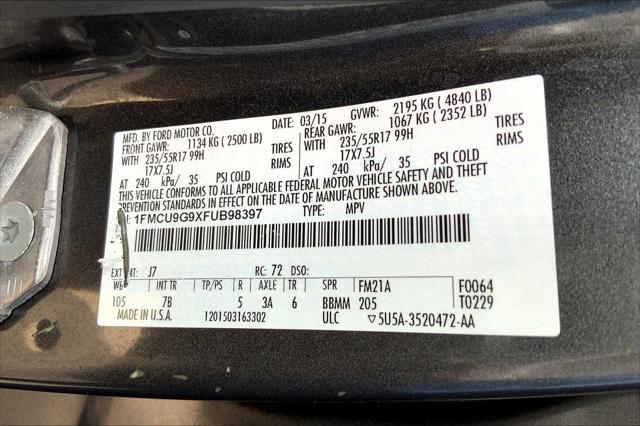 MFD. BY FORD MOTOR CO.
DATE: 03/15 GVWR: 2195 KG ( 4840 LB)
FRONT GAWR: 1134 KG ( 2500 LB)
REAR GAWR: 1067 KG ( 2352 LB)
WITH 235/55R17 99H TIRES
WITH 235/55R17 99H TIRES
17X7.5J RIMS
17X7.5J RIMS
AT 240 kPa/ 35 PSI COLD
AT 240 kPa/ 35 PSI COLD
THIS VEHICLE CONFORMS TO ALL APPLICABLE FEDERAL MOTOR VEHICLE SAFETY AND THEFT
PREVENTION STANDARDS IN EFFECT ON THE DATE OF MANUFACTURE SHOWN ABOVE.
1FMCU9G9XFUB98397 TYPE: MPV
EXT PNT: J7 RC: 72 DSO:
WB INT TR TP/PS R AXLE TR SPR FM21A F0064
105 7B 5 3A 6 BBMM 205 T0229
MADE IN U.S.A. 1201503163302 ULC ▽5U5A-3520472-AA